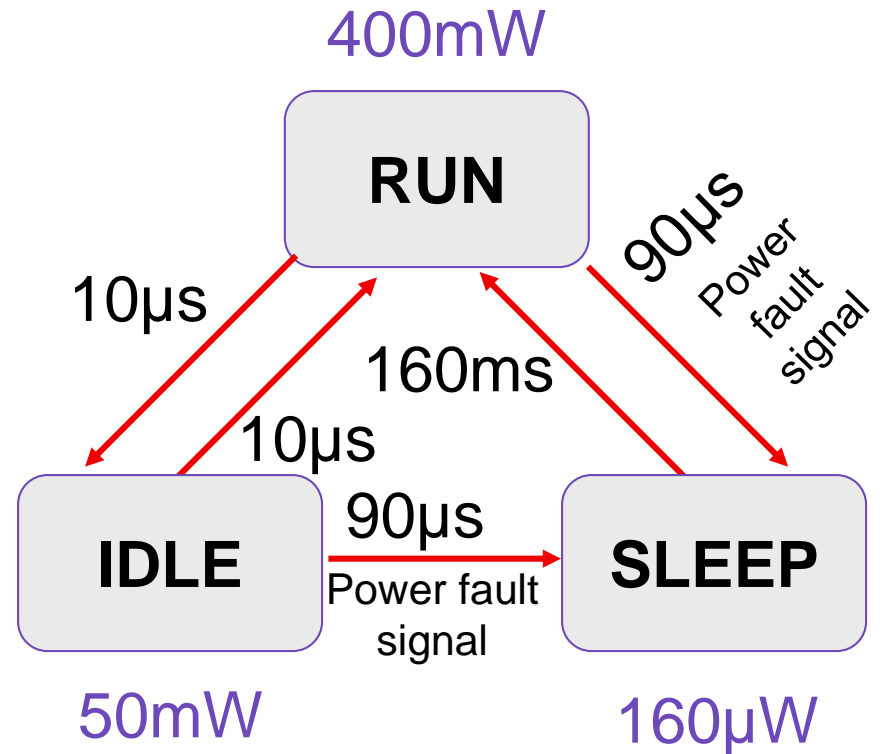 400mW
RUN
90µs
Power
fault
signal
10µs
160ms
10µs
90µs
IDLE
SLEEP
Power fault
signal
50mW
160µW